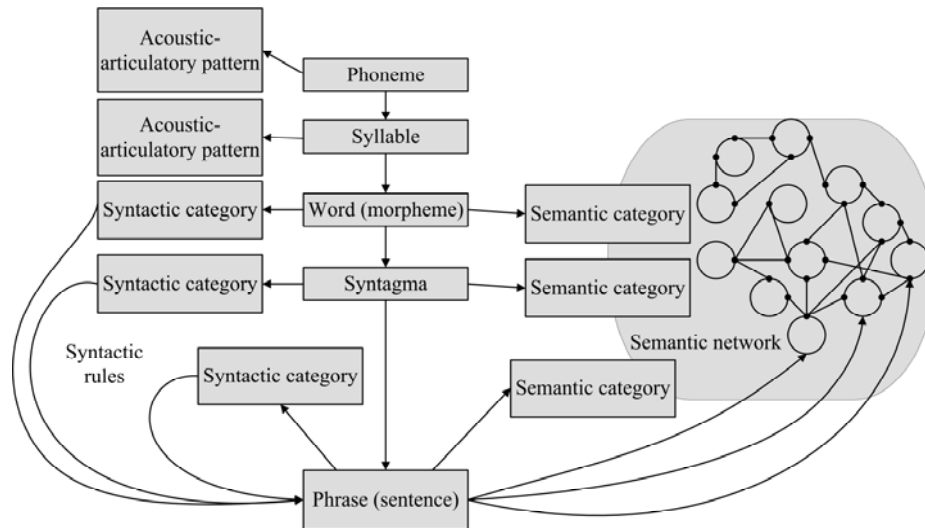 Acoustic-
articulatory pattern
Phoneme
Acoustic-
articulatory pattern
Syllable
Syntactic category
Word (morpheme)
Semantic category
Syntactic category
Syntagma
Semantic category
Semantic network
Syntactic
rules
Syntactic category
Semantic category
Phrase (sentence)